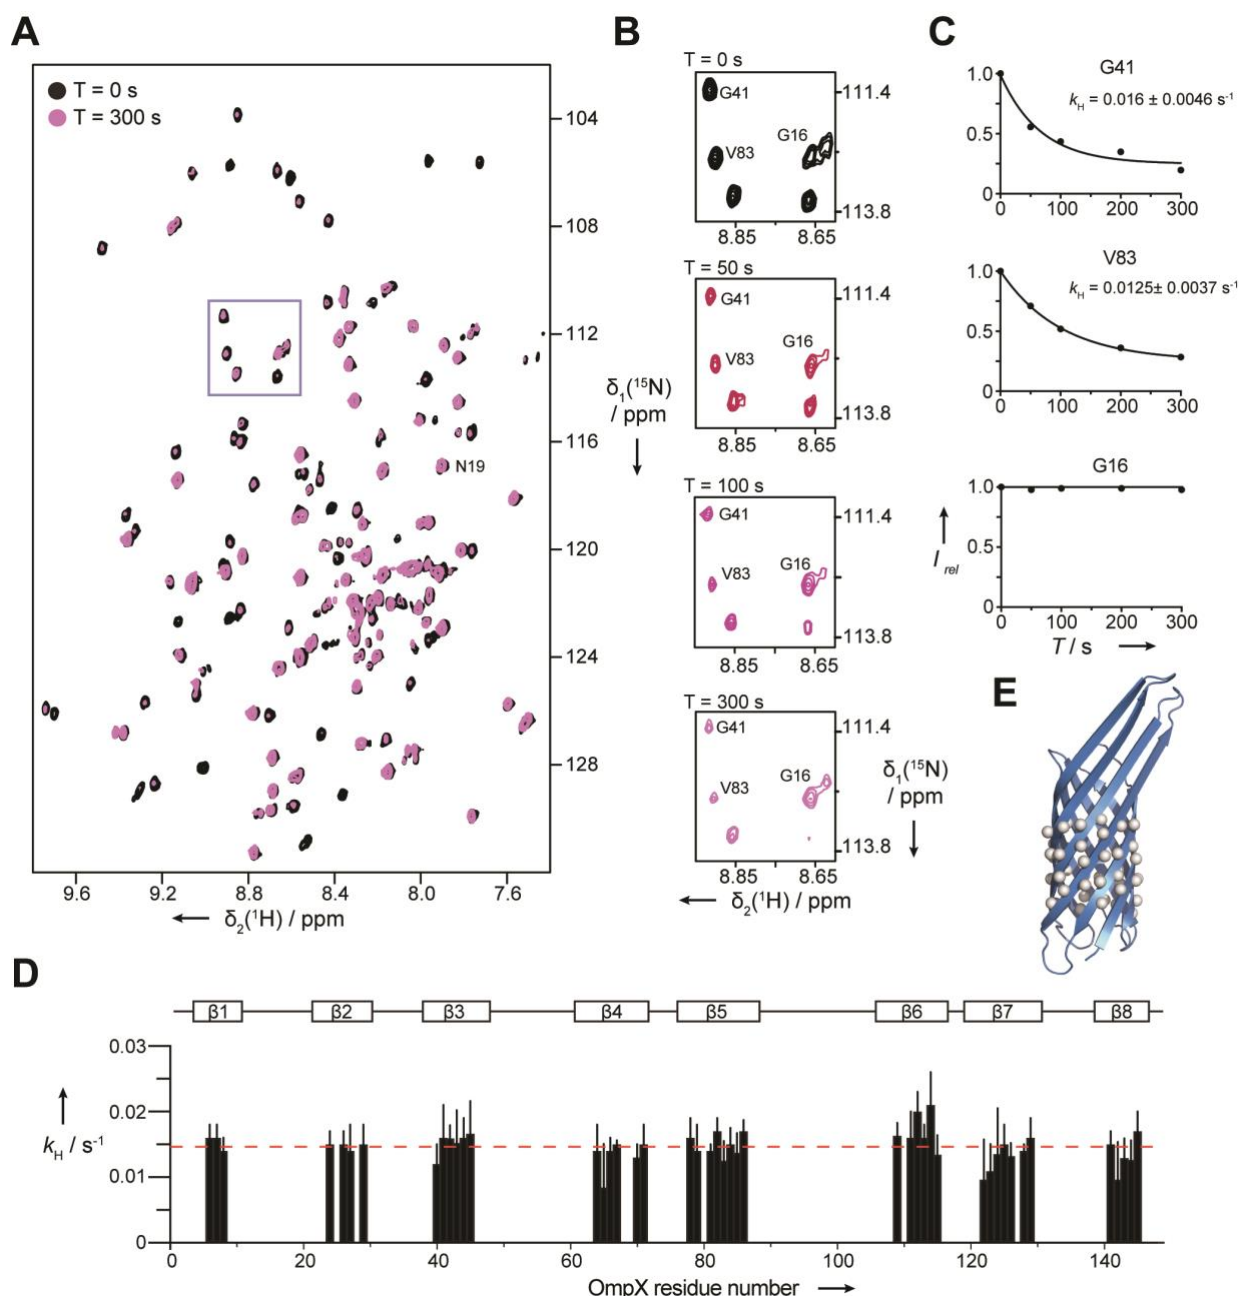 A
T = 0 s
T = 300 s
104
108
112
116
120
124
128
N19
9.6 9.2 8.8 8.4 8.0 7.6
δ2(1H) / ppm
δ1(15N)
/ ppm
B
T = 0 s
G41
V83
G16
111.4
113.8
8.85 8.65
T = 50 s
G41
V83
G16
111.4
113.8
8.85 8.65
T = 100 s
G41
V83
G16
111.4
113.8
8.85 8.65
T = 300 s
G41
V83
G16
111.4
113.8
8.85 8.65
δ2(1H) / ppm
δ1(15N)
/ ppm
C
G41
kH = 0.016 ± 0.0046 s-1
1.0
0.5
0
0 100 200 300
V83
kH = 0.0125± 0.0037 s-1
1.0
0.5
0
0 100 200 300
G16
1.0
0.5
0
0 100 200 300
I rel
T / s
E
D
β1 β2 β3 β4 β5 β6 β7 β8
0.03
0.02
0.01
0
kH / s-1
0 20 40 60 80 100 120 140
OmpX residue number